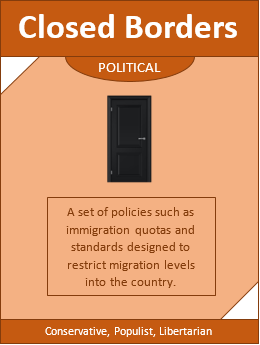 Closed Borders
POLITICAL
A set of policies such as
immigration quotas and
standards designed to
restrict migration levels
into the country.
Conservative, Populist, Libertarian